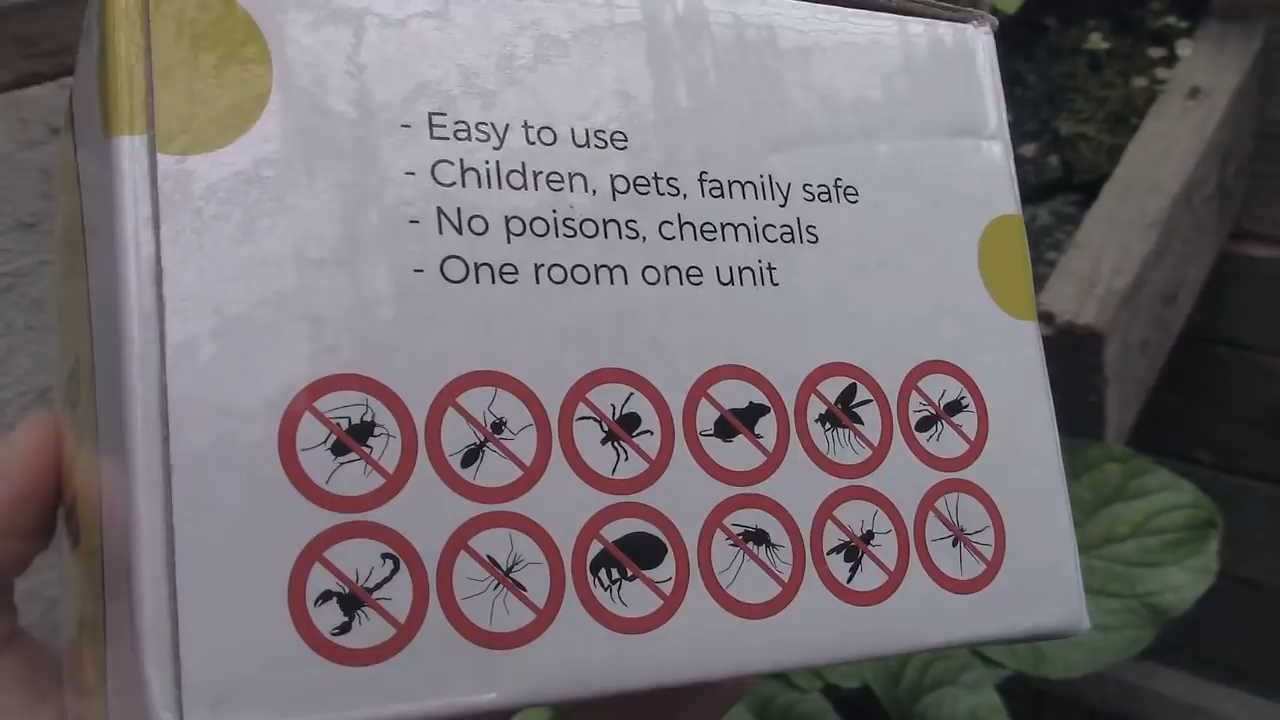 - Easy to use
- Children, pets, family safe
- No poisons, chemicals
- One room one unit